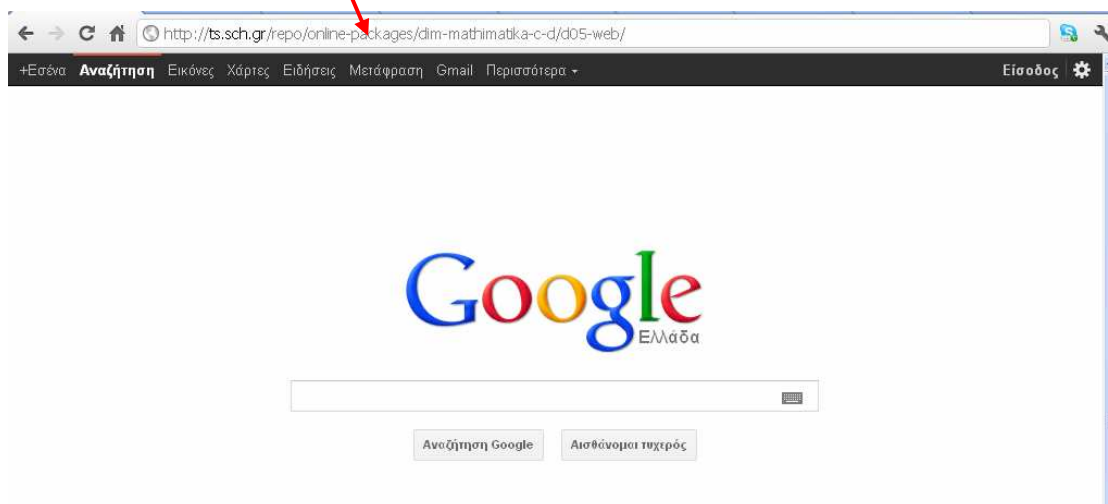 http://ts.sch.gr/repo/online-packages/dim-mathimatika-c-d/d05-web/
+Εσένα Αναζήτηση Εικόνες Χάρτες Ειδήσεις Μετάφραση Gmail Περισσότερα Είσοδος
Google
Ελλάδα
Αναζήτηση Google Αισθάνομαι τυχερός